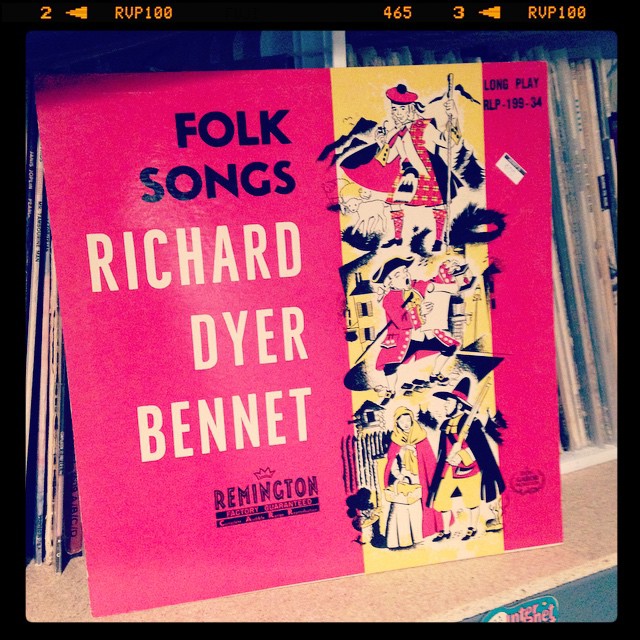 2 ◄ RVP100 465 3 ◄ RVP100
LONG PLAY
RLP-199-34
FOLK
SONGS
RICHARD
DYER
BENNET
REMINGTON
FACTORY GUARANTEED